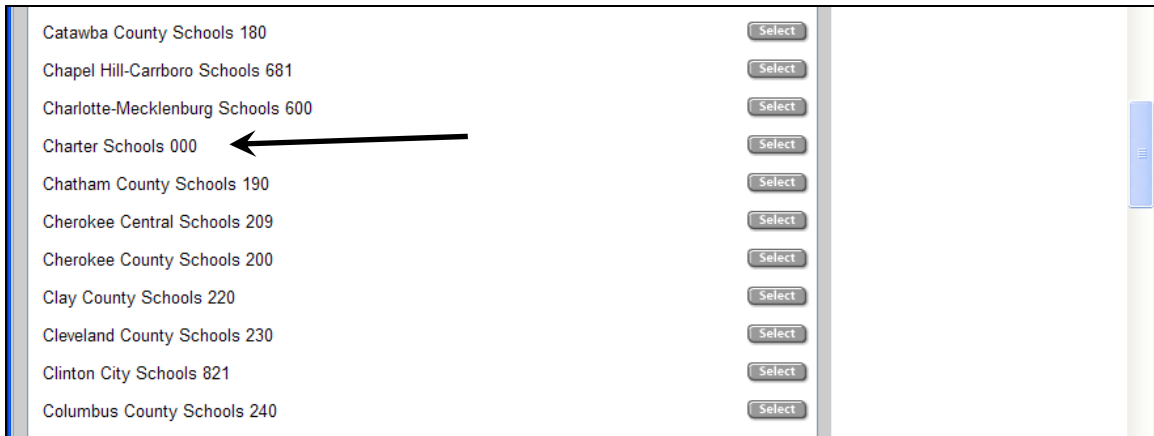 Catawba County Schools 180 Select
Chapel Hill-Carrboro Schools 681 Select
Charlotte-Mecklenburg Schools 600 Select
Charter Schools 000 Select
Chatham County Schools 190 Select
Cherokee Central Schools 209 Select
Cherokee County Schools 200 Select
Clay County Schools 220 Select
Cleveland County Schools 230 Select
Clinton City Schools 821 Select
Columbus County Schools 240 Select